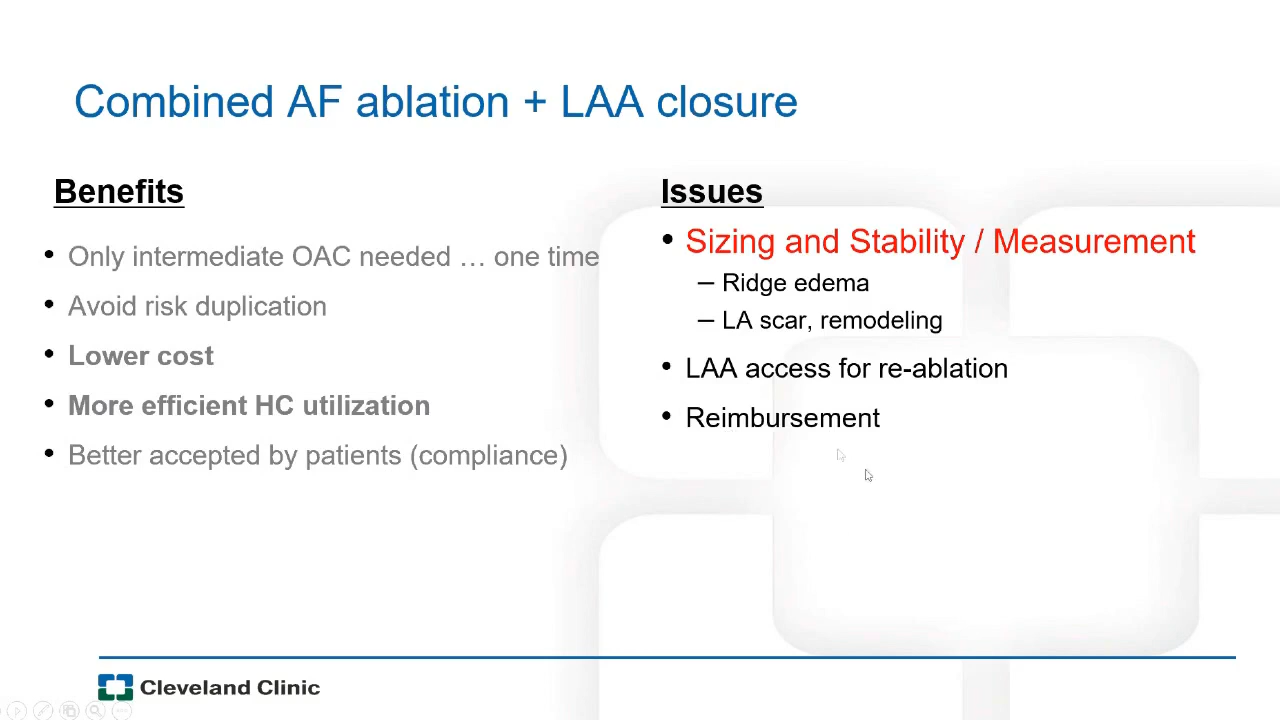 Combined AF ablation + LAA closure
Benefits
• Only intermediate OAC needed … one time
• Avoid risk duplication
• Lower cost
• More efficient HC utilization
• Better accepted by patients (compliance)
Issues
• Sizing and Stability / Measurement
– Ridge edema
– LA scar, remodeling
• LAA access for re-ablation
• Reimbursement
Cleveland Clinic